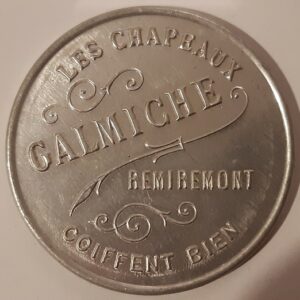 LES CHAPEAUX
GALMICHE
REMIREMONT
COIFFENT BIEN